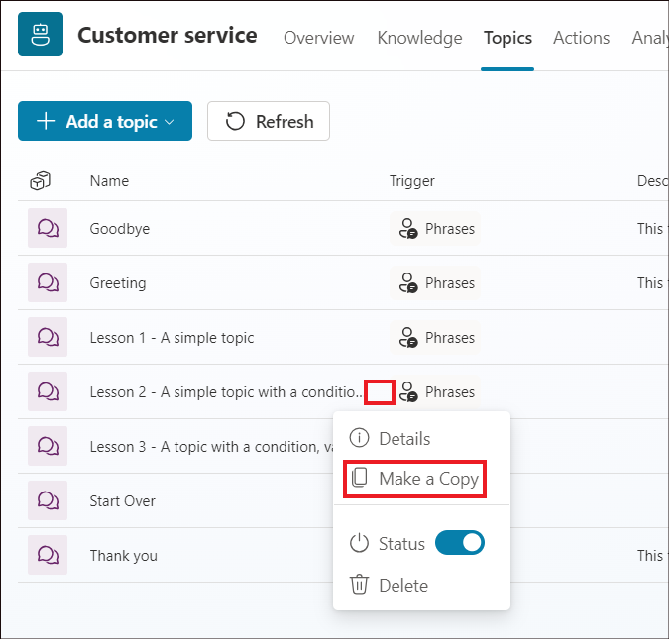 Customer service Overview Knowledge Topics Actions Analy
Add a topic Refresh
Name Trigger Desc
Goodbye Phrases This
Greeting Phrases This
Lesson 1 - A simple topic Phrases
Lesson 2 - A simple topic with a conditio... Phrases
Details
Lesson 3 - A topic with a condition, va
Make a Copy
Start Over
Status
Thank you This
Delete